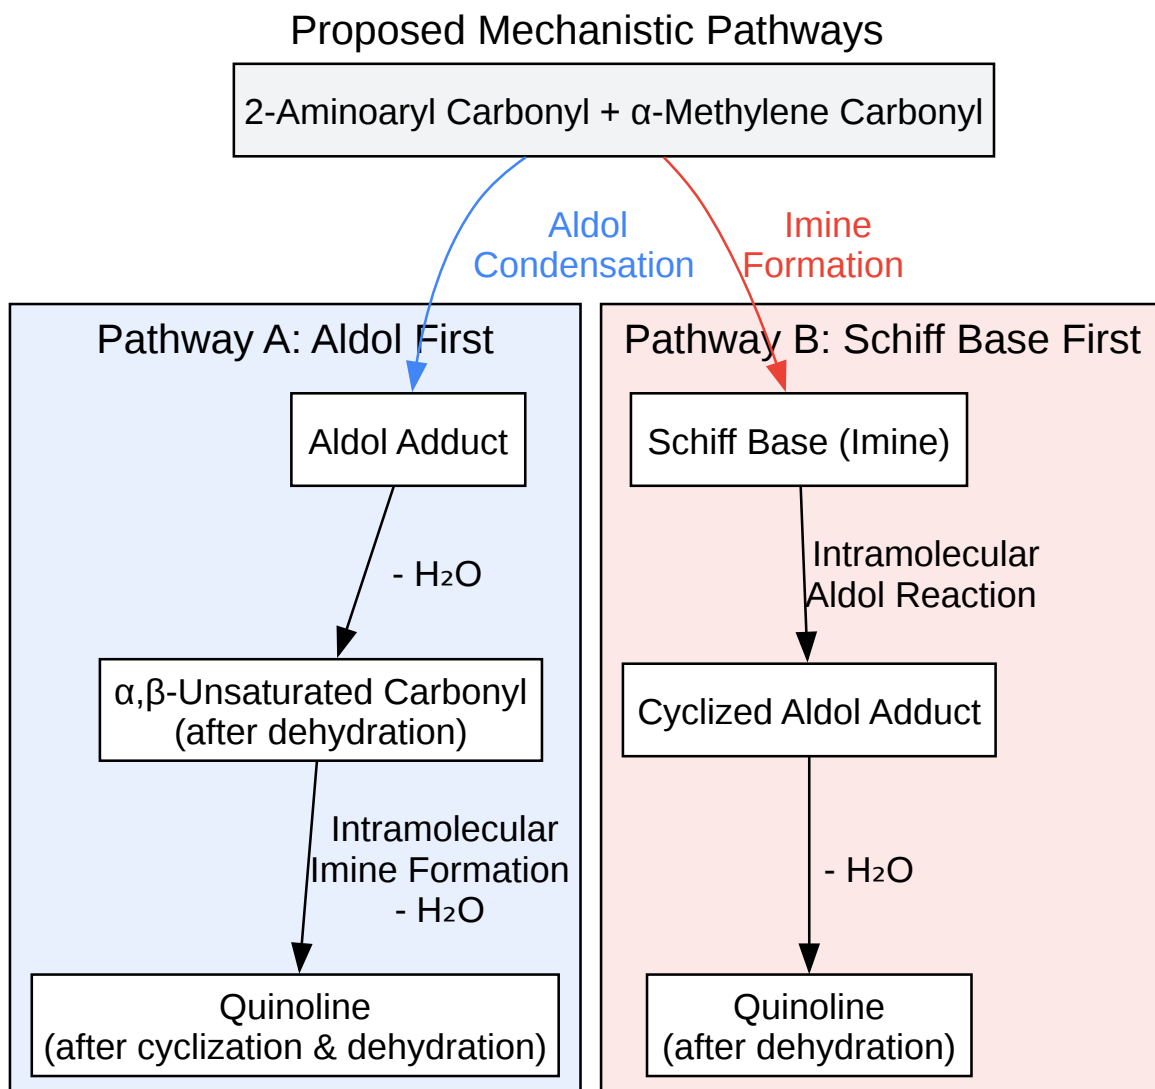 Proposed Mechanistic Pathways
2-Aminoaryl Carbonyl + α-Methylene Carbonyl
Aldol
Condensation
Imine
Formation
Pathway A: Aldol First
Aldol Adduct
- H₂O
α,β-Unsaturated Carbonyl
(after dehydration)
Intramolecular
Imine Formation
- H₂O
Quinoline
(after cyclization & dehydration)
Pathway B: Schiff Base First
Schiff Base (Imine)
Intramolecular
Aldol Reaction
Cyclized Aldol Adduct
- H₂O
Quinoline
(after dehydration)